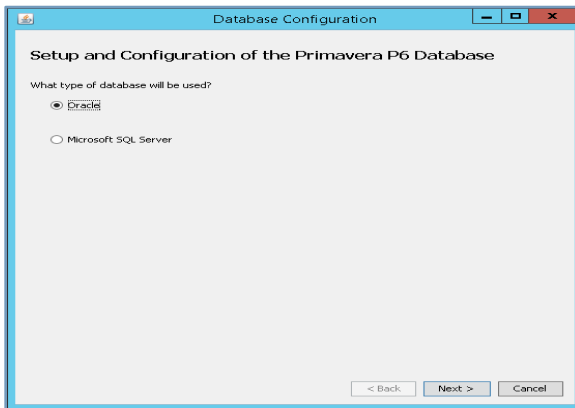 Database Configuration
Setup and Configuration of the Primavera P6 Database
What type of database will be used?
Oracle
Microsoft SQL Server
< Back Next > Cancel